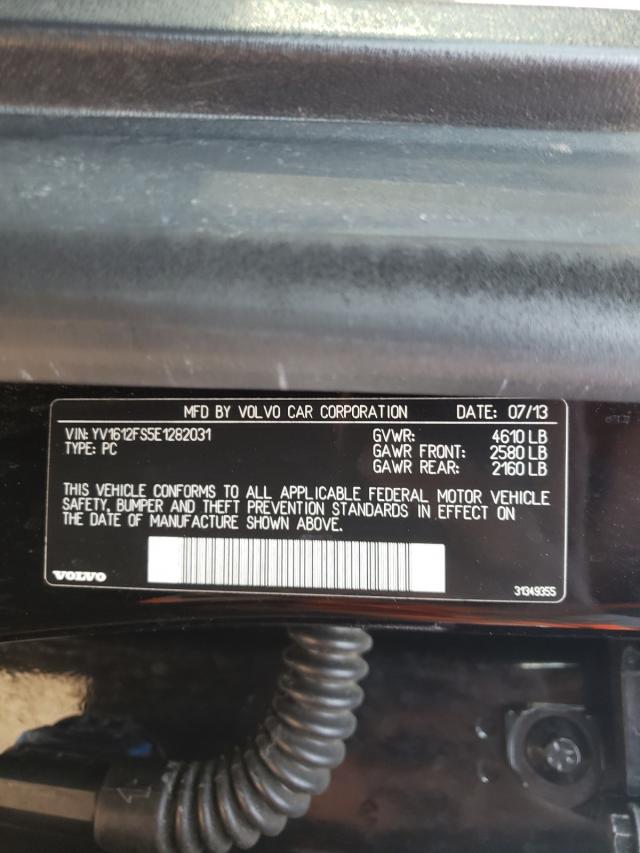 MFD BY VOLVO CAR CORPORATION DATE: 07/13
VIN: YV1612FS5E1282031 GVWR: 4610 LB
TYPE: PC GAWR FRONT: 2580 LB
GAWR REAR: 2160 LB
THIS VEHICLE CONFORMS TO ALL APPLICABLE FEDERAL MOTOR VEHICLE
SAFETY, BUMPER AND THEFT PREVENTION STANDARDS IN EFFECT ON
THE DATE OF MANUFACTURE SHOWN ABOVE.
VOLVO 31349355
1